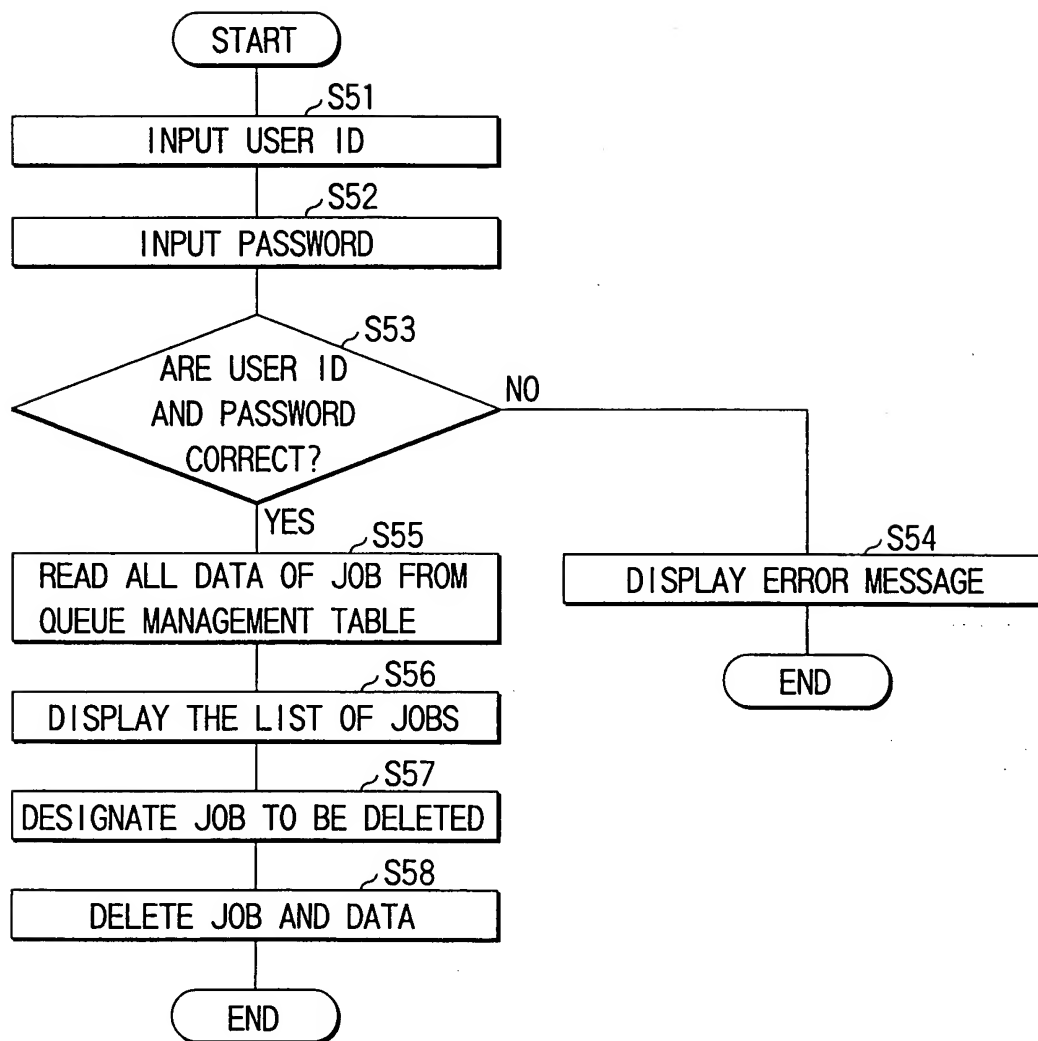 START
S51
INPUT USER ID
S52
INPUT PASSWORD
S53
ARE USER ID
AND PASSWORD
CORRECT?
NO
YES
S55
READ ALL DATA OF JOB FROM
QUEUE MANAGEMENT TABLE
S54
DISPLAY ERROR MESSAGE
END
S56
DISPLAY THE LIST OF JOBS
S57
DESIGNATE JOB TO BE DELETED
S58
DELETE JOB AND DATA
END